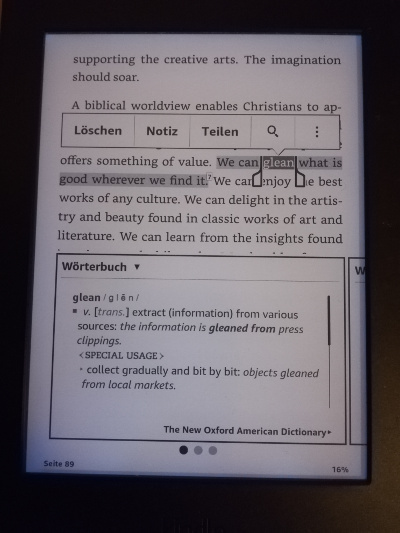 supporting the creative arts. The imagination
should soar.
A biblical worldview enables Christians to ap-
Löschen Notiz Teilen
offers something of value. We can glean what is
good wherever we find it.7 We can enjoy the best
works of any culture. We can delight in the artis-
try and beauty found in classic works of art and
literature. We can learn from the insights found
Wörterbuch ▼
W
glean / g l ē n /
▪ v. [trans.] extract (information) from various
sources: the information is gleaned from press
clippings.
<SPECIAL USAGE>
• collect gradually and bit by bit: objects gleaned
from local markets.
The New Oxford American Dictionary▸
Seite 89
16%